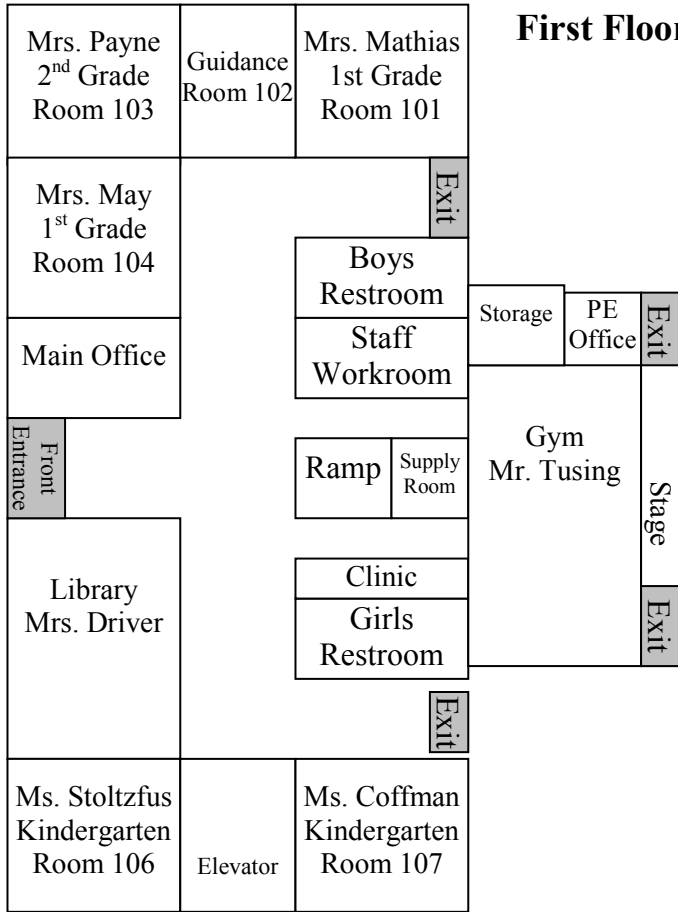 First Floor
Mrs. Payne
2nd Grade
Room 103
Guidance
Room 102
Mrs. Mathias
1st Grade
Room 101
Mrs. May
1st Grade
Room 104
Exit
Boys
Restroom
Storage
PE
Office
Exit
Main Office
Staff
Workroom
Front
Entrance
Ramp
Supply
Room
Gym
Mr. Tusing
Stage
Library
Mrs. Driver
Clinic
Girls
Restroom
Exit
Exit
Ms. Stoltzfus
Kindergarten
Room 106
Elevator
Ms. Coffman
Kindergarten
Room 107